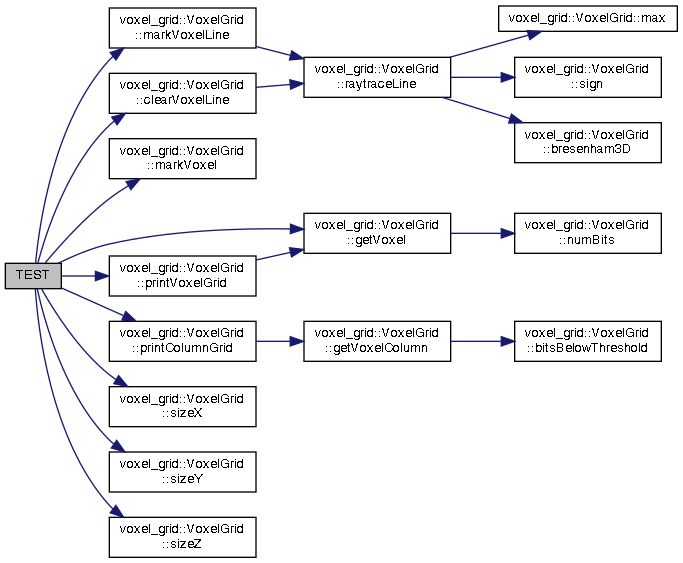 voxel_grid::VoxelGrid
::markVoxelLine
voxel_grid::VoxelGrid::max
voxel_grid::VoxelGrid
::raytraceLine
voxel_grid::VoxelGrid
::sign
voxel_grid::VoxelGrid
::clearVoxelLine
voxel_grid::VoxelGrid
::bresenham3D
voxel_grid::VoxelGrid
::markVoxel
voxel_grid::VoxelGrid
::getVoxel
voxel_grid::VoxelGrid
::numBits
TEST
voxel_grid::VoxelGrid
::printVoxelGrid
voxel_grid::VoxelGrid
::printColumnGrid
voxel_grid::VoxelGrid
::getVoxelColumn
voxel_grid::VoxelGrid
::bitsBelowThreshold
voxel_grid::VoxelGrid
::sizeX
voxel_grid::VoxelGrid
::sizeY
voxel_grid::VoxelGrid
::sizeZ